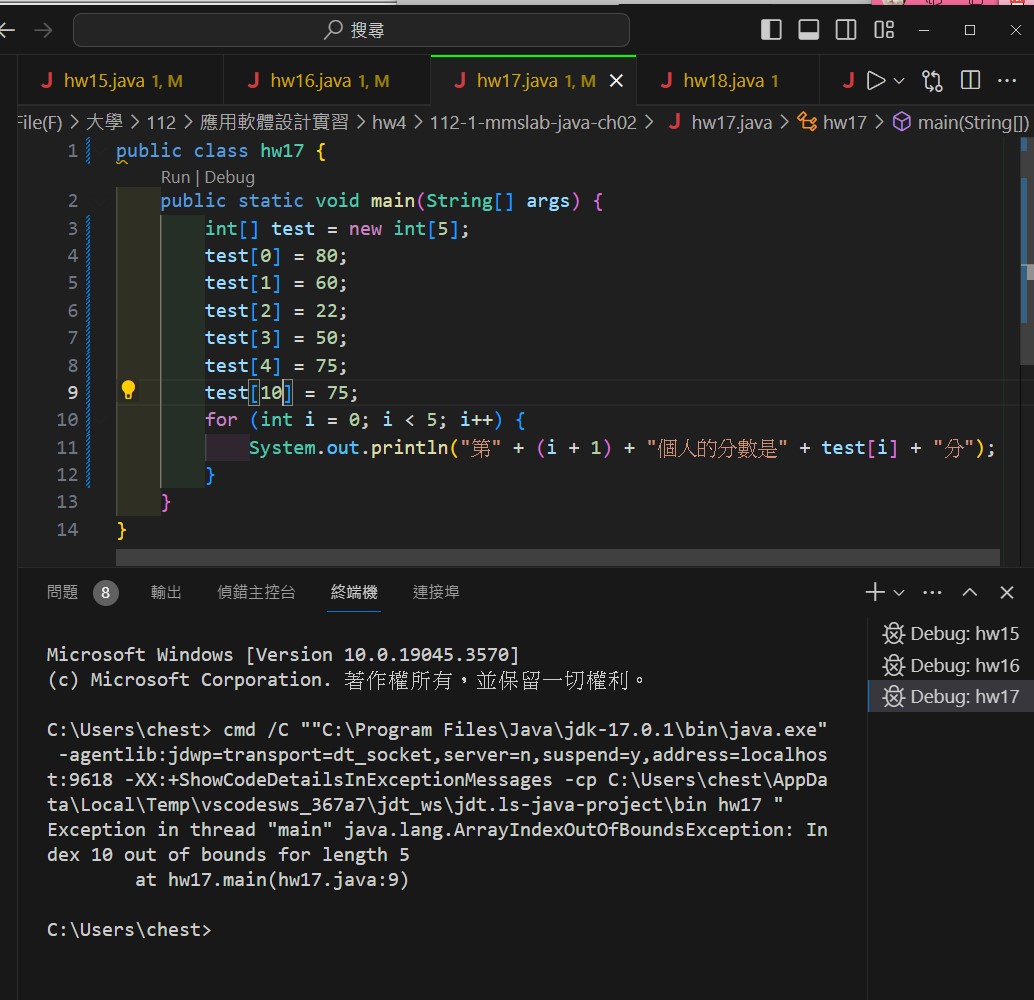 搜尋
hw15.java 1, M
hw16.java 1, M
hw17.java 1, M
hw18.java 1
File(F) > 大學 > 112 > 應用軟體設計實習 > hw4 > 112-1-mmslab-java-ch02 > hw17.java > hw17 > main(String[])
1 public class hw17 {
Run | Debug
2 public static void main(String[] args) {
3 int[] test = new int[5];
4 test[0] = 80;
5 test[1] = 60;
6 test[2] = 22;
7 test[3] = 50;
8 test[4] = 75;
9 test[10] = 75;
10 for (int i = 0; i < 5; i++) {
11 System.out.println("第" + (i + 1) + "個人的分數是" + test[i] + "分");
12 }
13 }
14 }
問題 8 輸出 偵錯主控台 終端機 連接埠
Debug: hw15
Debug: hw16
Debug: hw17
Microsoft Windows [Version 10.0.19045.3570]
(c) Microsoft Corporation. 著作權所有，並保留一切權利。
C:\Users\chest> cmd /C ""C:\Program Files\Java\jdk-17.0.1\bin\java.exe"
-agentlib:jdwp=transport=dt_socket,server=n,suspend=y,address=localhos
t:9618 -XX:+ShowCodeDetailsInExceptionMessages -cp C:\Users\chest\AppDa
ta\Local\Temp\vscodesws_367a7\jdt_ws\jdt.ls-java-project\bin hw17 "
Exception in thread "main" java.lang.ArrayIndexOutOfBoundsException: In
dex 10 out of bounds for length 5
at hw17.main(hw17.java:9)
C:\Users\chest>